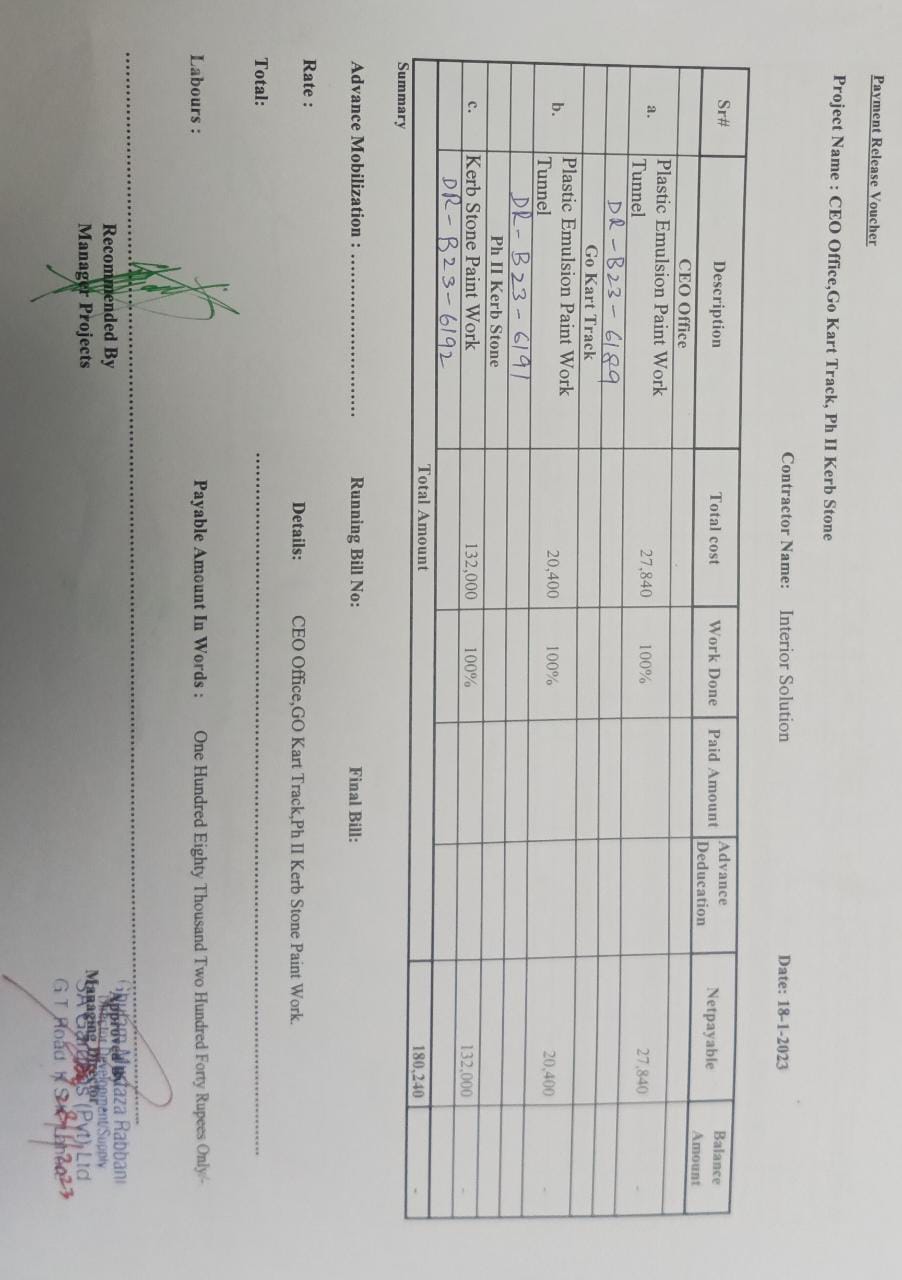 Payment Release Voucher
Project Name : CEO Office,Go Kart Track, Ph II Kerb Stone
Contractor Name: Interior Solution Date: 18-1-2023
Sr# Description Total cost Work Done Paid Amount Advance Deducation Netpayable Balance Amount
CEO Office
a. Plastic Emulsion Paint Work Tunnel 27,840 100% 27,840 -
DR-B23-6189
Go Kart Track
b. Plastic Emulsion Paint Work Tunnel 20,400 100% 20,400 -
DR-B23-6191
Ph II Kerb Stone
c. Kerb Stone Paint Work 132,000 100% 132,000 -
DR-B23-6192
Total Amount 180,240 -
Summary
Advance Mobilization : ........................ Running Bill No: Final Bill:
Rate : Details: CEO Office,GO Kart Track,Ph II Kerb Stone Paint Work.
Total:
Labours : Payable Amount In Words : One Hundred Eighty Thousand Two Hundred Forty Rupees Only/-
Recommended By Approved By
Manager Projects Managing Director
Rabbani
Director Development/Supply
(Pvt) Ltd
GT Road